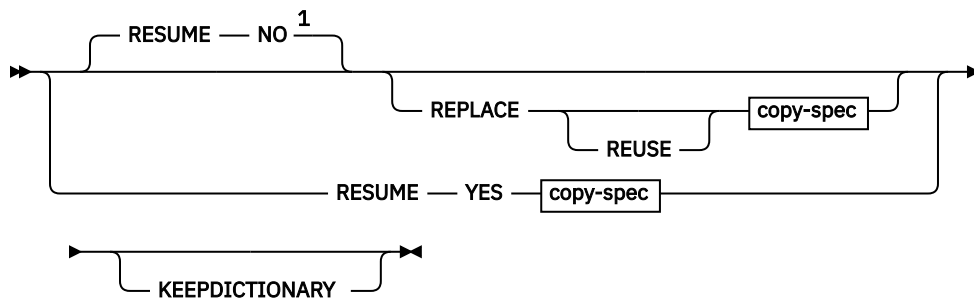 RESUME NO 1
REPLACE REUSE copy-spec
RESUME YES copy-spec
KEEPDICTIONARY